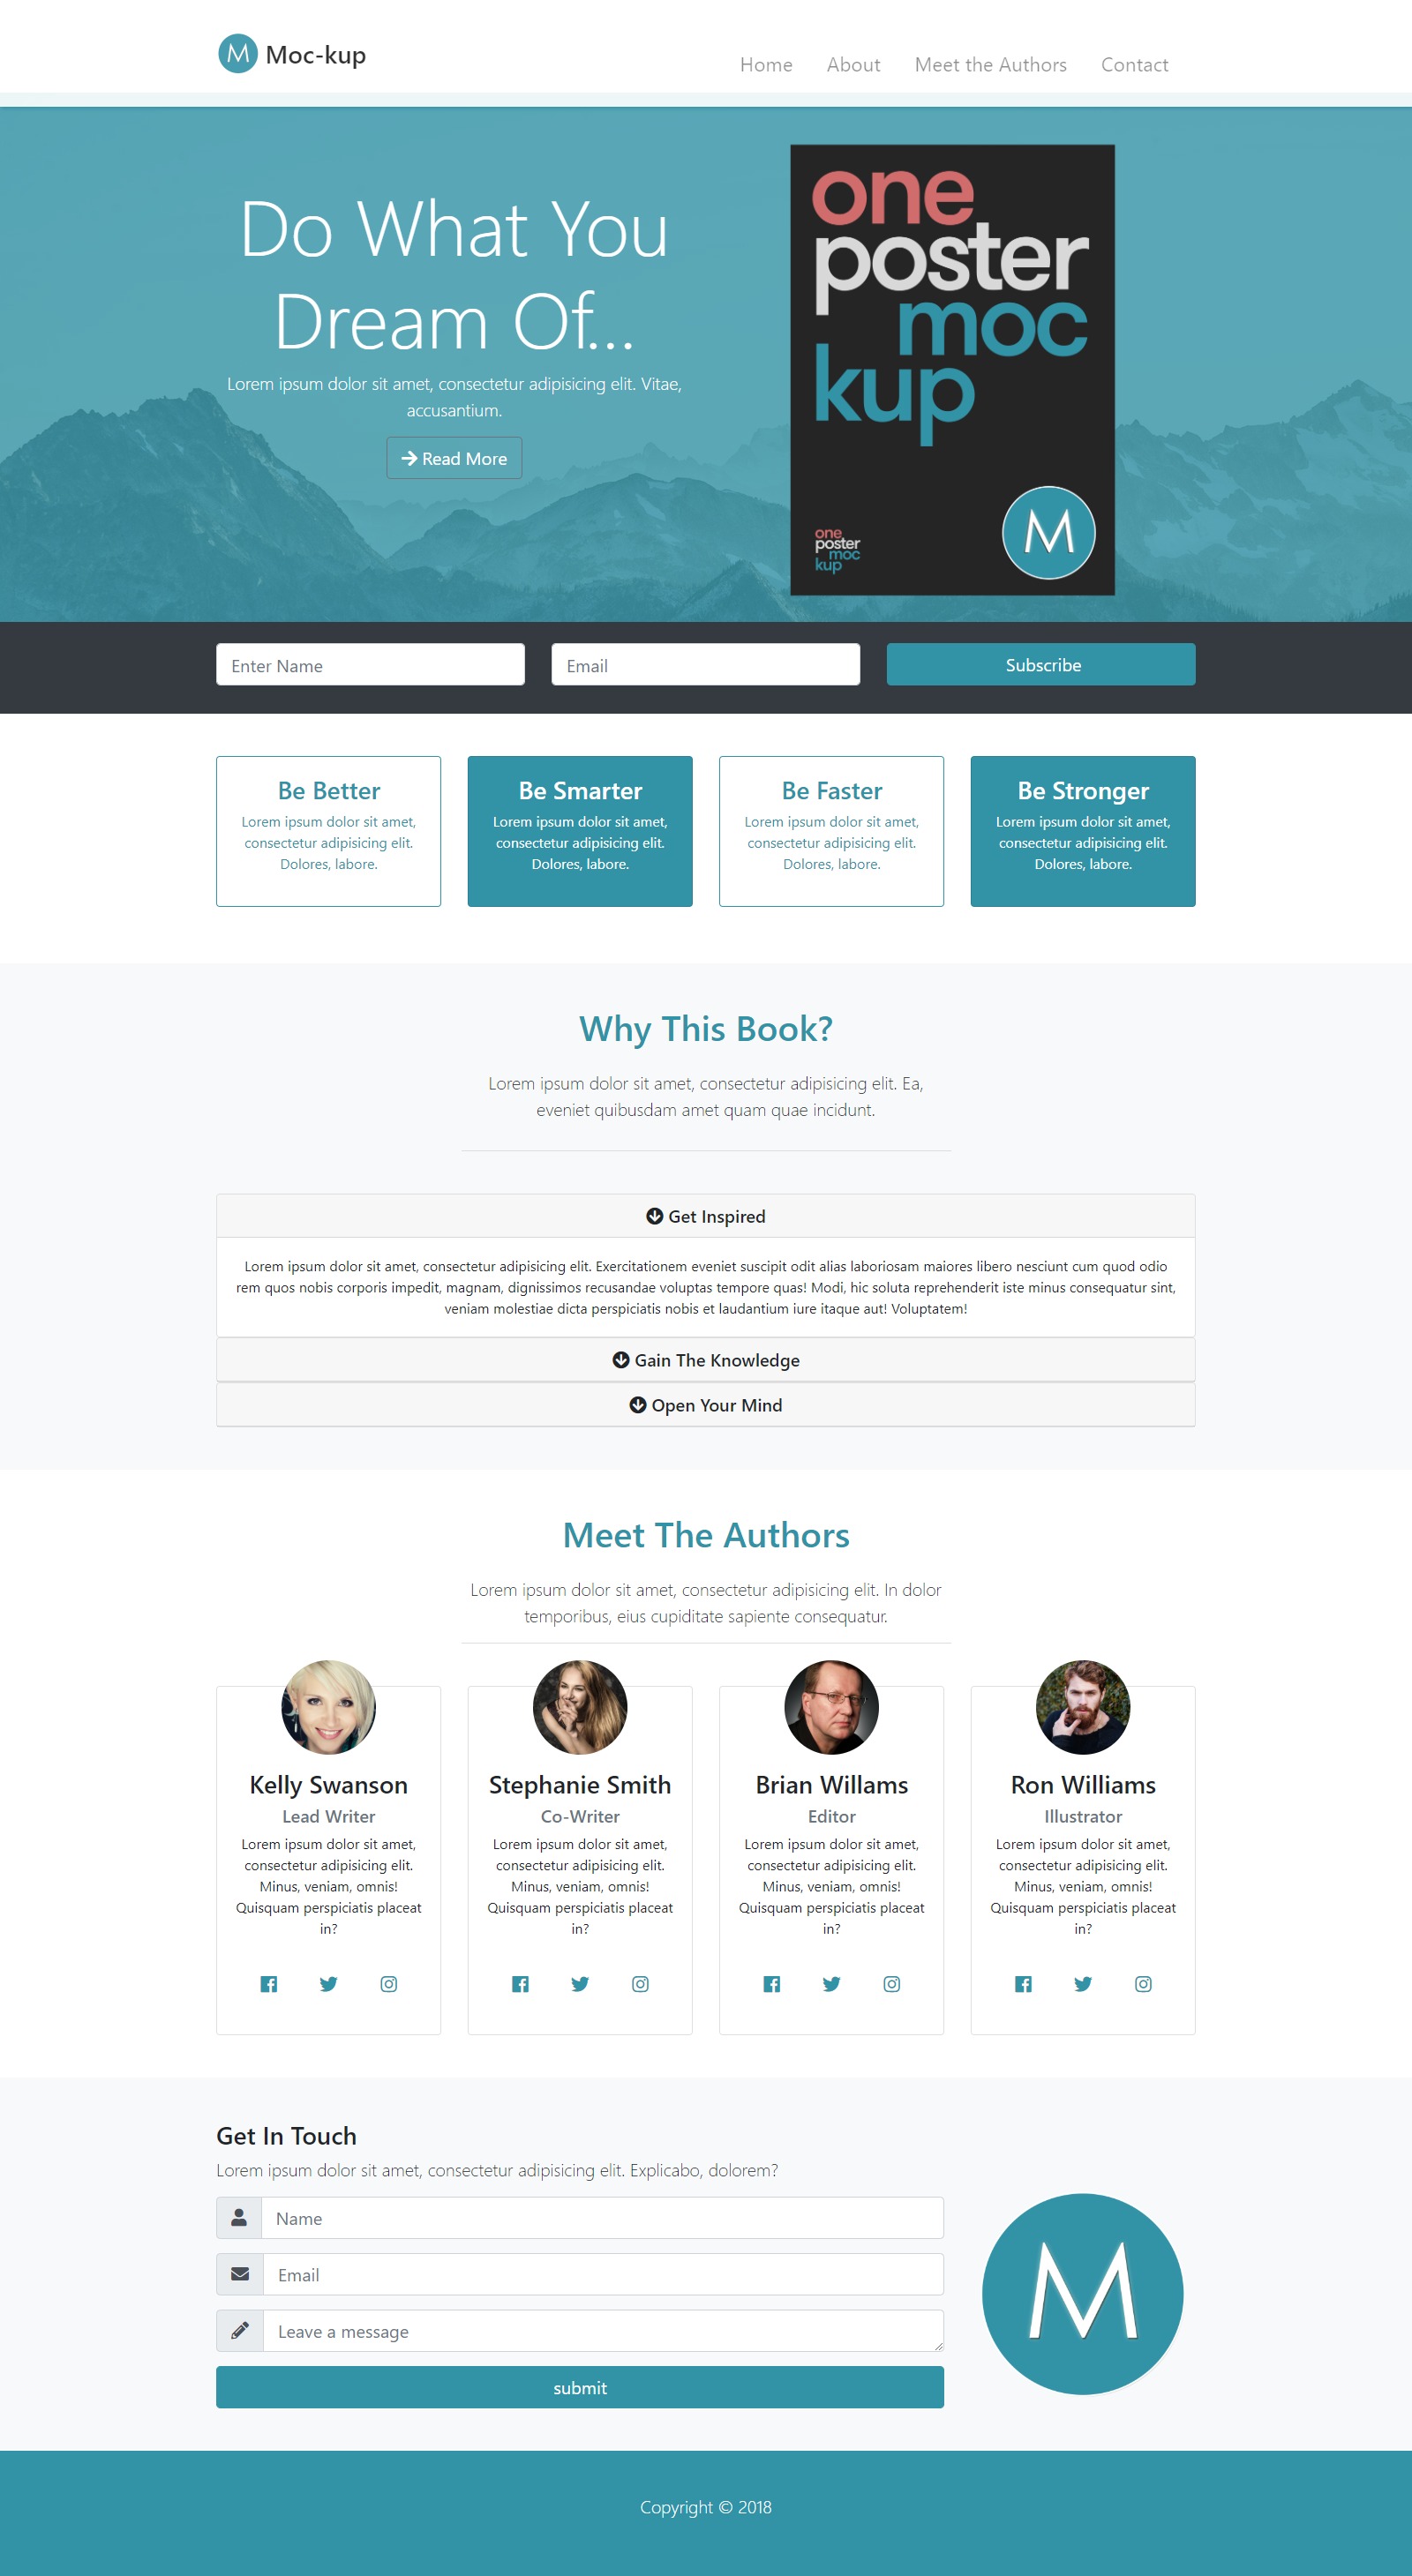 M Moc-kup
Home About Meet the Authors Contact
Do What You
Dream Of...
Lorem ipsum dolor sit amet, consectetur adipisicing elit. Vitae,
accusantium.
Read More
one
poster
moc
kup
one
poster
moc
kup
M
Enter Name
Email
Subscribe
Be Better
Lorem ipsum dolor sit amet,
consectetur adipisicing elit.
Dolores, labore.
Be Smarter
Lorem ipsum dolor sit amet,
consectetur adipisicing elit.
Dolores, labore.
Be Faster
Lorem ipsum dolor sit amet,
consectetur adipisicing elit.
Dolores, labore.
Be Stronger
Lorem ipsum dolor sit amet,
consectetur adipisicing elit.
Dolores, labore.
Why This Book?
Lorem ipsum dolor sit amet, consectetur adipisicing elit. Ea,
eveniet quibusdam amet quam quae incidunt.
Get Inspired
Lorem ipsum dolor sit amet, consectetur adipisicing elit. Exercitationem eveniet suscipit odit alias laboriosam maiores libero nesciunt cum quod odio
rem quos nobis corporis impedit, magnam, dignissimos recusandae voluptas tempore quas! Modi, hic soluta reprehenderit iste minus consequatur sint,
veniam molestiae dicta perspiciatis nobis et laudantium iure itaque aut! Voluptatem!
Gain The Knowledge
Open Your Mind
Meet The Authors
Lorem ipsum dolor sit amet, consectetur adipisicing elit. In dolor
temporibus, eius cupiditate sapiente consequatur.
Kelly Swanson
Lead Writer
Lorem ipsum dolor sit amet,
consectetur adipisicing elit.
Minus, veniam, omnis!
Quisquam perspiciatis placeat
in?
Stephanie Smith
Co-Writer
Lorem ipsum dolor sit amet,
consectetur adipisicing elit.
Minus, veniam, omnis!
Quisquam perspiciatis placeat
in?
Brian Willams
Editor
Lorem ipsum dolor sit amet,
consectetur adipisicing elit.
Minus, veniam, omnis!
Quisquam perspiciatis placeat
in?
Ron Williams
Illustrator
Lorem ipsum dolor sit amet,
consectetur adipisicing elit.
Minus, veniam, omnis!
Quisquam perspiciatis placeat
in?
Get In Touch
Lorem ipsum dolor sit amet, consectetur adipisicing elit. Explicabo, dolorem?
Name
Email
Leave a message
submit
M
Copyright © 2018